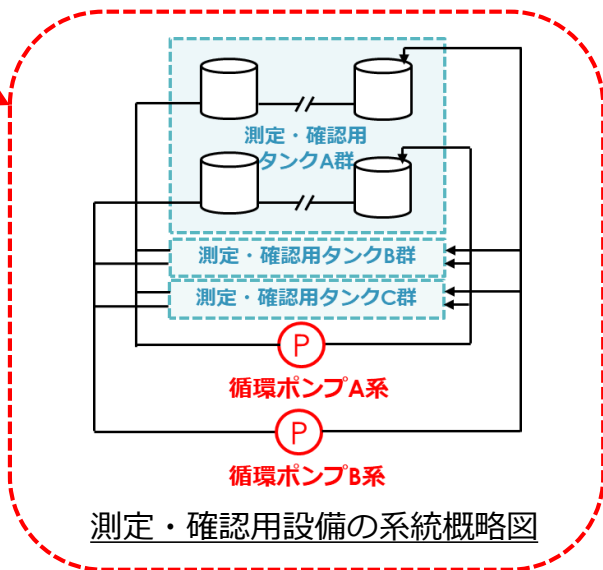 測定・確認用
タンクA群
測定・確認用タンクB群
測定・確認用タンクC群
P
循環ポンプA系
P
循環ポンプB系
測定・確認用設備の系統概略図